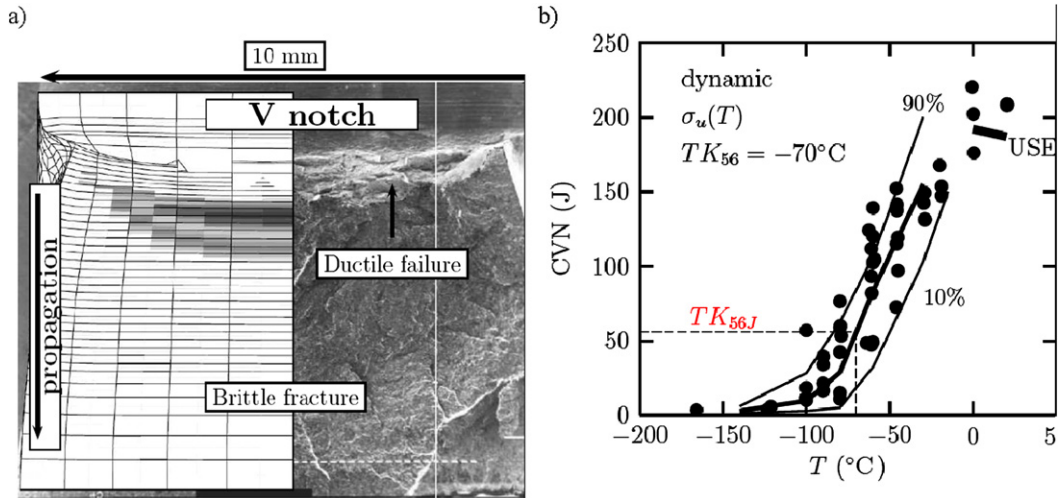 a)
10 mm
V notch
propagation
Ductile failure
Brittle fracture
b)
250
200
150
100
50
0
CVN (J)
dynamic
σu(T)
TK56 = −70°C
90%
USE
10%
TK56J
−200
−150
−100
−50
0
5
T (°C)